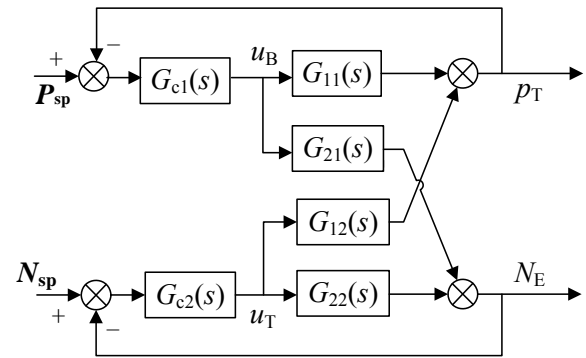 + −
P_sp G_c1(s) u_B G_11(s) p_T
G_21(s)
G_12(s)
N_sp G_c2(s) u_T G_22(s) N_E
+ −